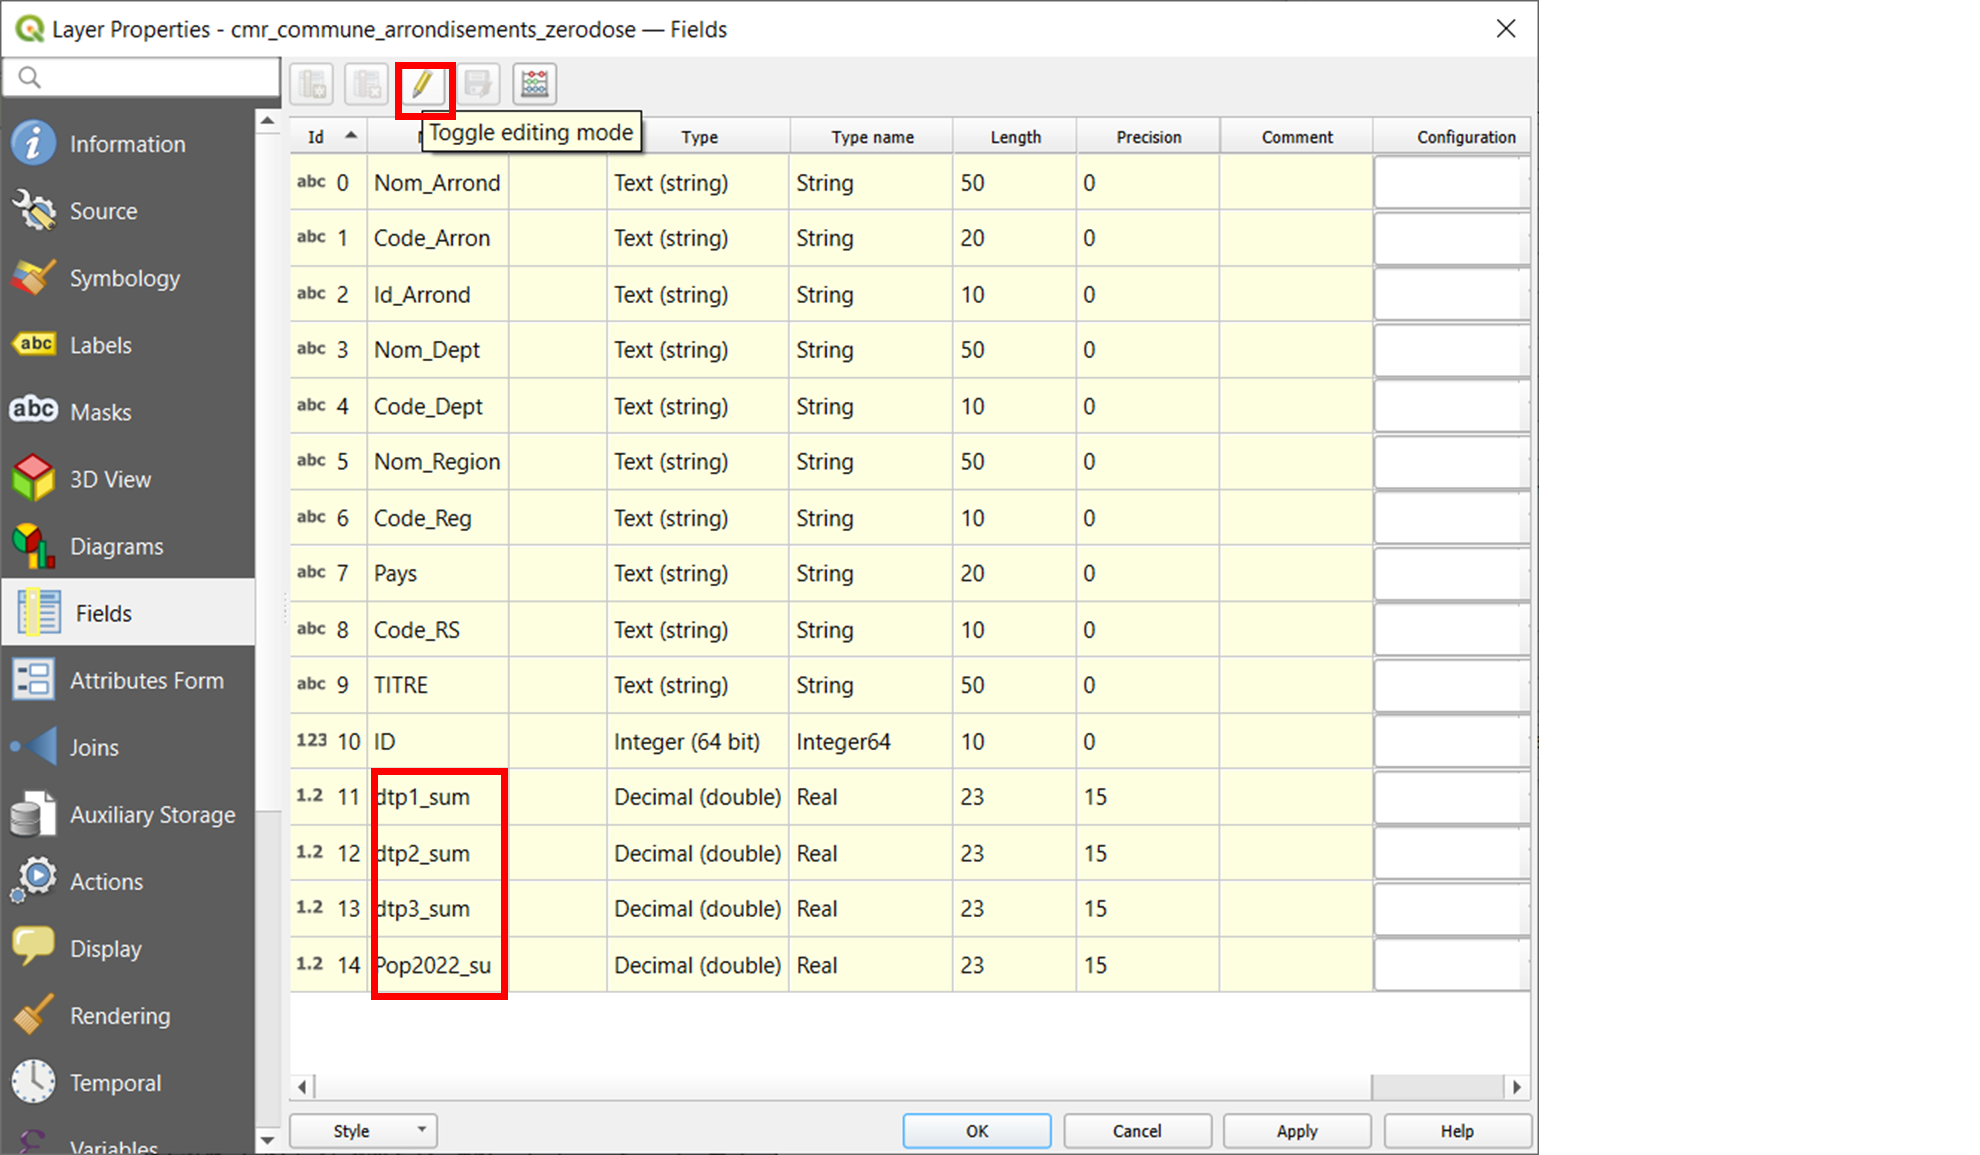 Layer Properties - cmr_commune_arrondisements_zerodose — Fields
Toggle editing mode
Id Type Type name Length Precision Comment Configuration
Information
Source
Symbology
abc Labels
abc Masks
3D View
Diagrams
Fields
Attributes Form
Joins
Auxiliary Storage
Actions
Display
Rendering
Temporal
Variables
abc 0 Nom_Arrond Text (string) String 50 0
abc 1 Code_Arron Text (string) String 20 0
abc 2 Id_Arrond Text (string) String 10 0
abc 3 Nom_Dept Text (string) String 50 0
abc 4 Code_Dept Text (string) String 10 0
abc 5 Nom_Region Text (string) String 50 0
abc 6 Code_Reg Text (string) String 10 0
abc 7 Pays Text (string) String 20 0
abc 8 Code_RS Text (string) String 10 0
abc 9 TITRE Text (string) String 50 0
123 10 ID Integer (64 bit) Integer64 10 0
1.2 11 dtp1_sum Decimal (double) Real 23 15
1.2 12 dtp2_sum Decimal (double) Real 23 15
1.2 13 dtp3_sum Decimal (double) Real 23 15
1.2 14 Pop2022_su Decimal (double) Real 23 15
Style OK Cancel Apply Help